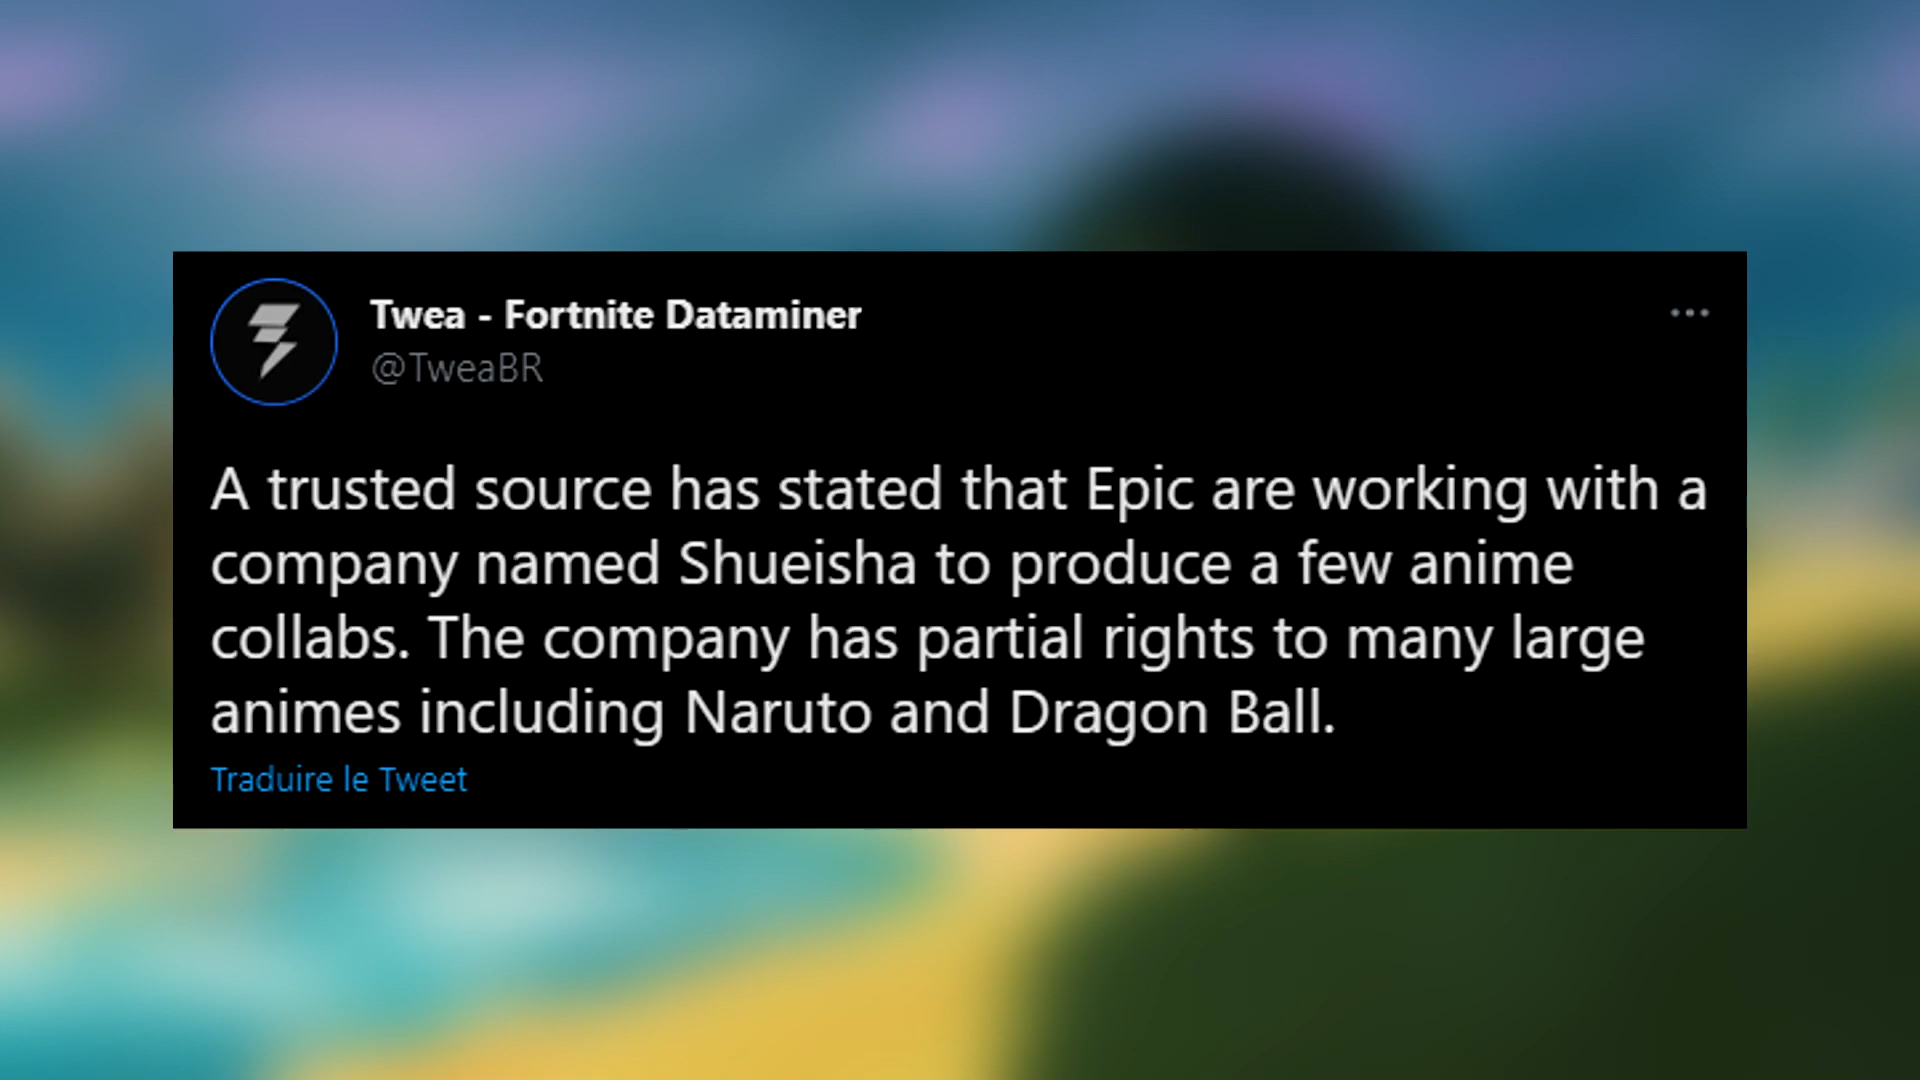 Twea - Fortnite Dataminer
@TweaBR
A trusted source has stated that Epic are working with a
company named Shueisha to produce a few anime
collabs. The company has partial rights to many large
animes including Naruto and Dragon Ball.
Traduire le Tweet